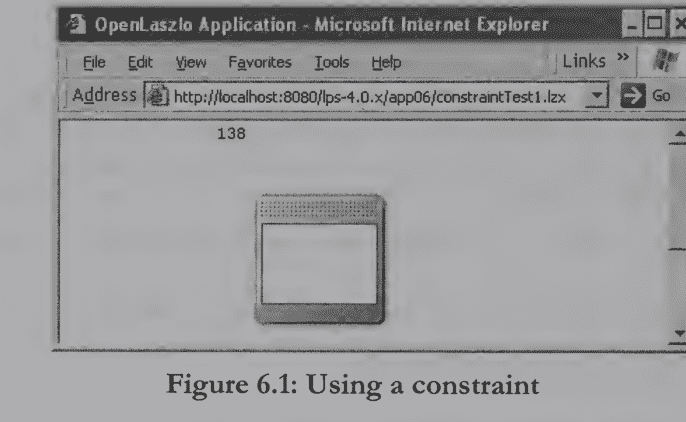 OpenLaszlo Application - Microsoft Internet Explorer
File Edit View Favorites Tools Help Links »
Address http://localhost:8080/lps-4.0.x/app06/constraintTest1.lzx Go
138
Figure 6.1: Using a constraint